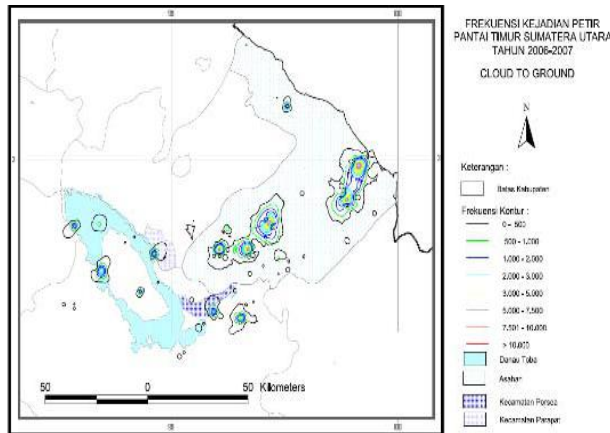 FREKUENSI KEJADIAN PETIR
PANTAI TIMUR SUMATERA UTARA
TAHUN 2006-2007
CLOUD TO GROUND
N
Keterangan :
Batas Kabupaten
Frekuensi Kontur :
0 - 500
500 - 1.000
1.000 - 2.000
2.000 - 3.000
3.000 - 5.000
5.000 - 7.500
7.501 - 10.000
> 10.000
Danau Toba
Asahan
Kecamatan Porsea
Kecamatan Parapat
50 0 50 Kilometers